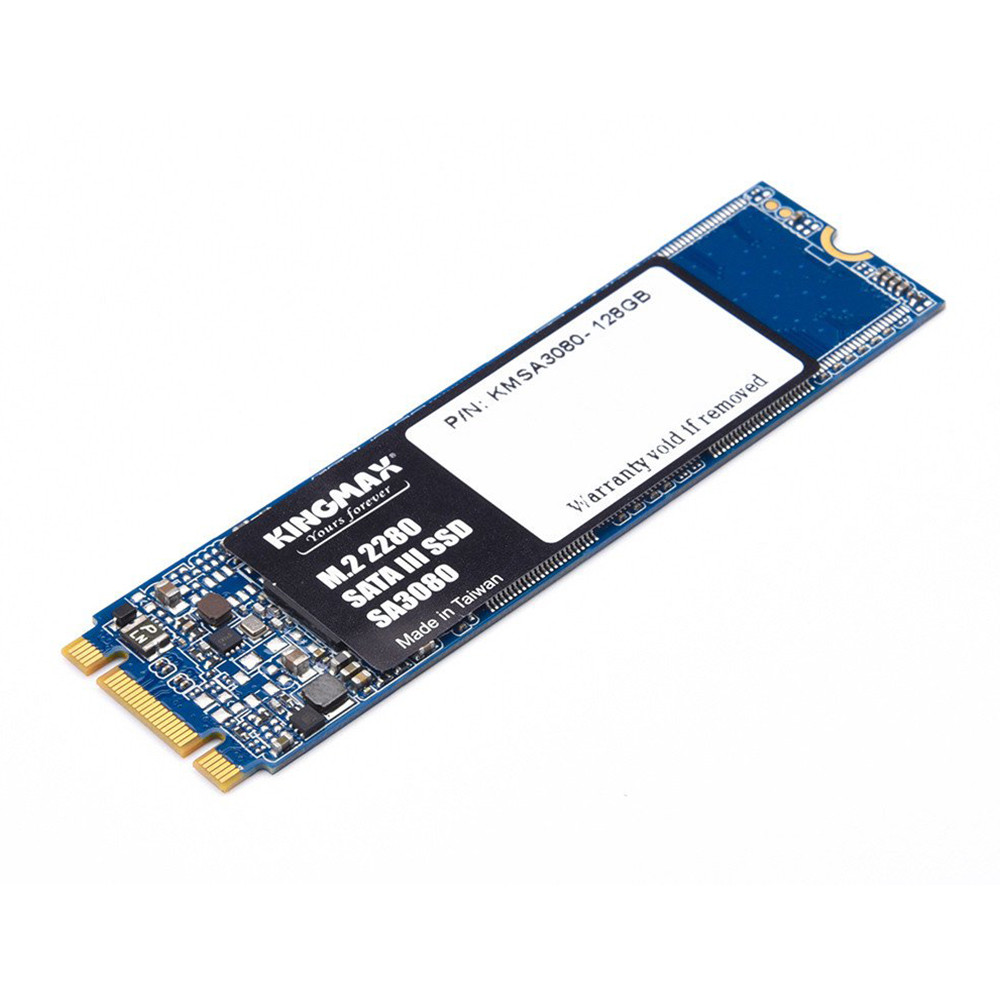 P/N: KMSA3080-128GB
Warranty void if removed
KINGMAX
Yours forever
M.2 2280
SATA III SSD
SA3080
Made in Taiwan